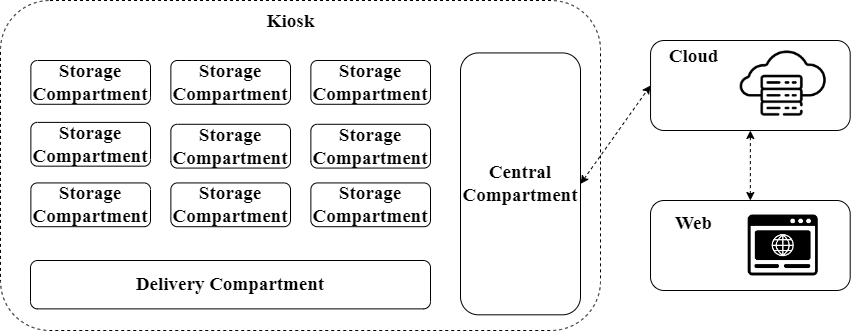 Kiosk
Storage
Compartment
Storage
Compartment
Storage
Compartment
Storage
Compartment
Storage
Compartment
Storage
Compartment
Storage
Compartment
Storage
Compartment
Storage
Compartment
Delivery Compartment
Central
Compartment
Cloud
Web